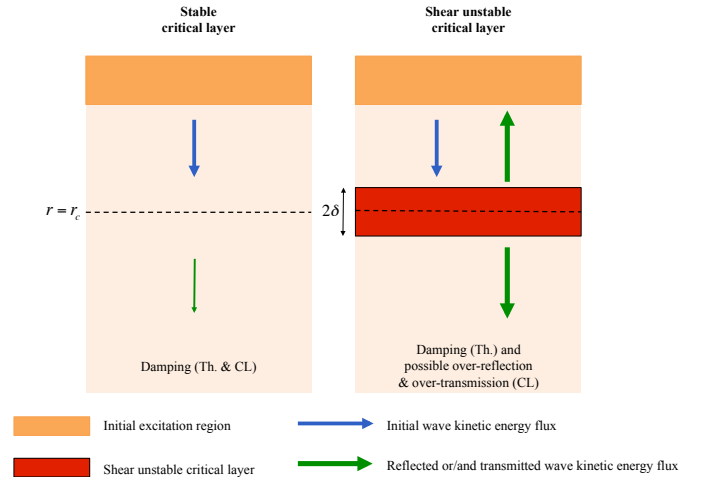 Stable
critical layer
Shear unstable
critical layer
r = r_c
2δ
Damping (Th. & CL)
Damping (Th.) and
possible over-reflection
& over-transmission (CL)
Initial excitation region
Initial wave kinetic energy flux
Shear unstable critical layer
Reflected or/and transmitted wave kinetic energy flux